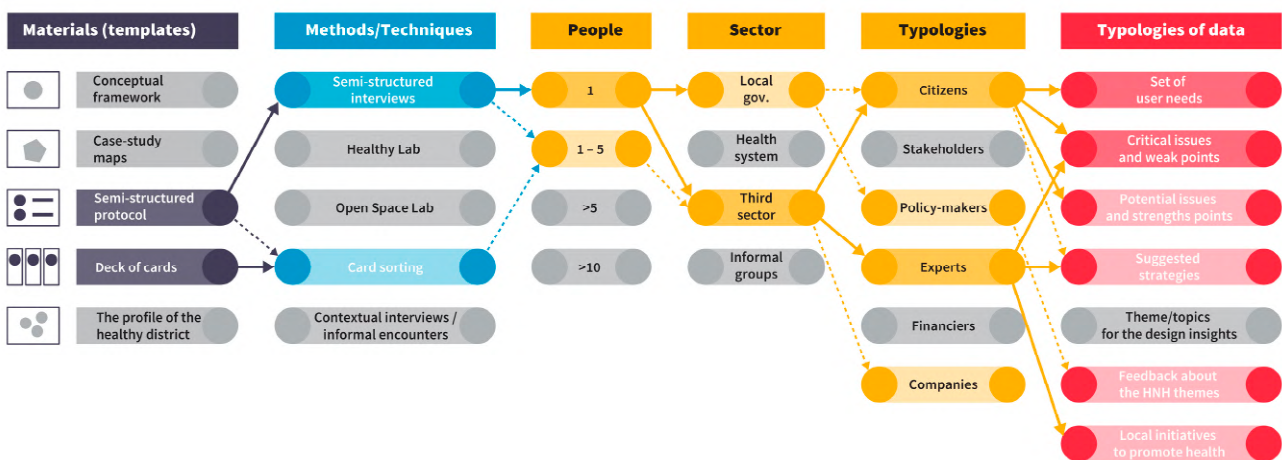 Materials (templates)
Methods/Techniques
People
Sector
Typologies
Typologies of data
Conceptual
framework
Case-study
maps
Semi-structured
protocol
Deck of cards
The profile of the
healthy district
Semi-structured
interviews
Healthy Lab
Open Space Lab
Card sorting
Contextual interviews /
informal encounters
1
1 – 5
>5
>10
Local
gov.
Health
system
Third
sector
Informal
groups
Citizens
Stakeholders
Policy-makers
Experts
Financiers
Companies
Set of
user needs
Critical issues
and weak points
Potential issues
and strengths points
Suggested
strategies
Theme/topics
for the design insights
Feedback about
the HNH themes
Local initiatives
to promote health